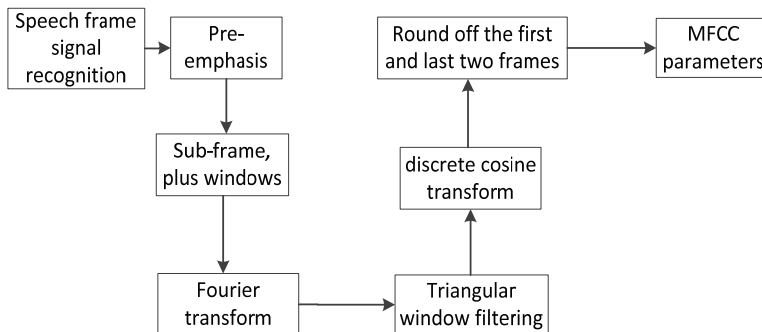 Speech frame
signal
recognition
Pre-
emphasis
Sub-frame,
plus windows
Fourier
transform
Triangular
window filtering
discrete cosine
transform
Round off the first
and last two frames
MFCC
parameters